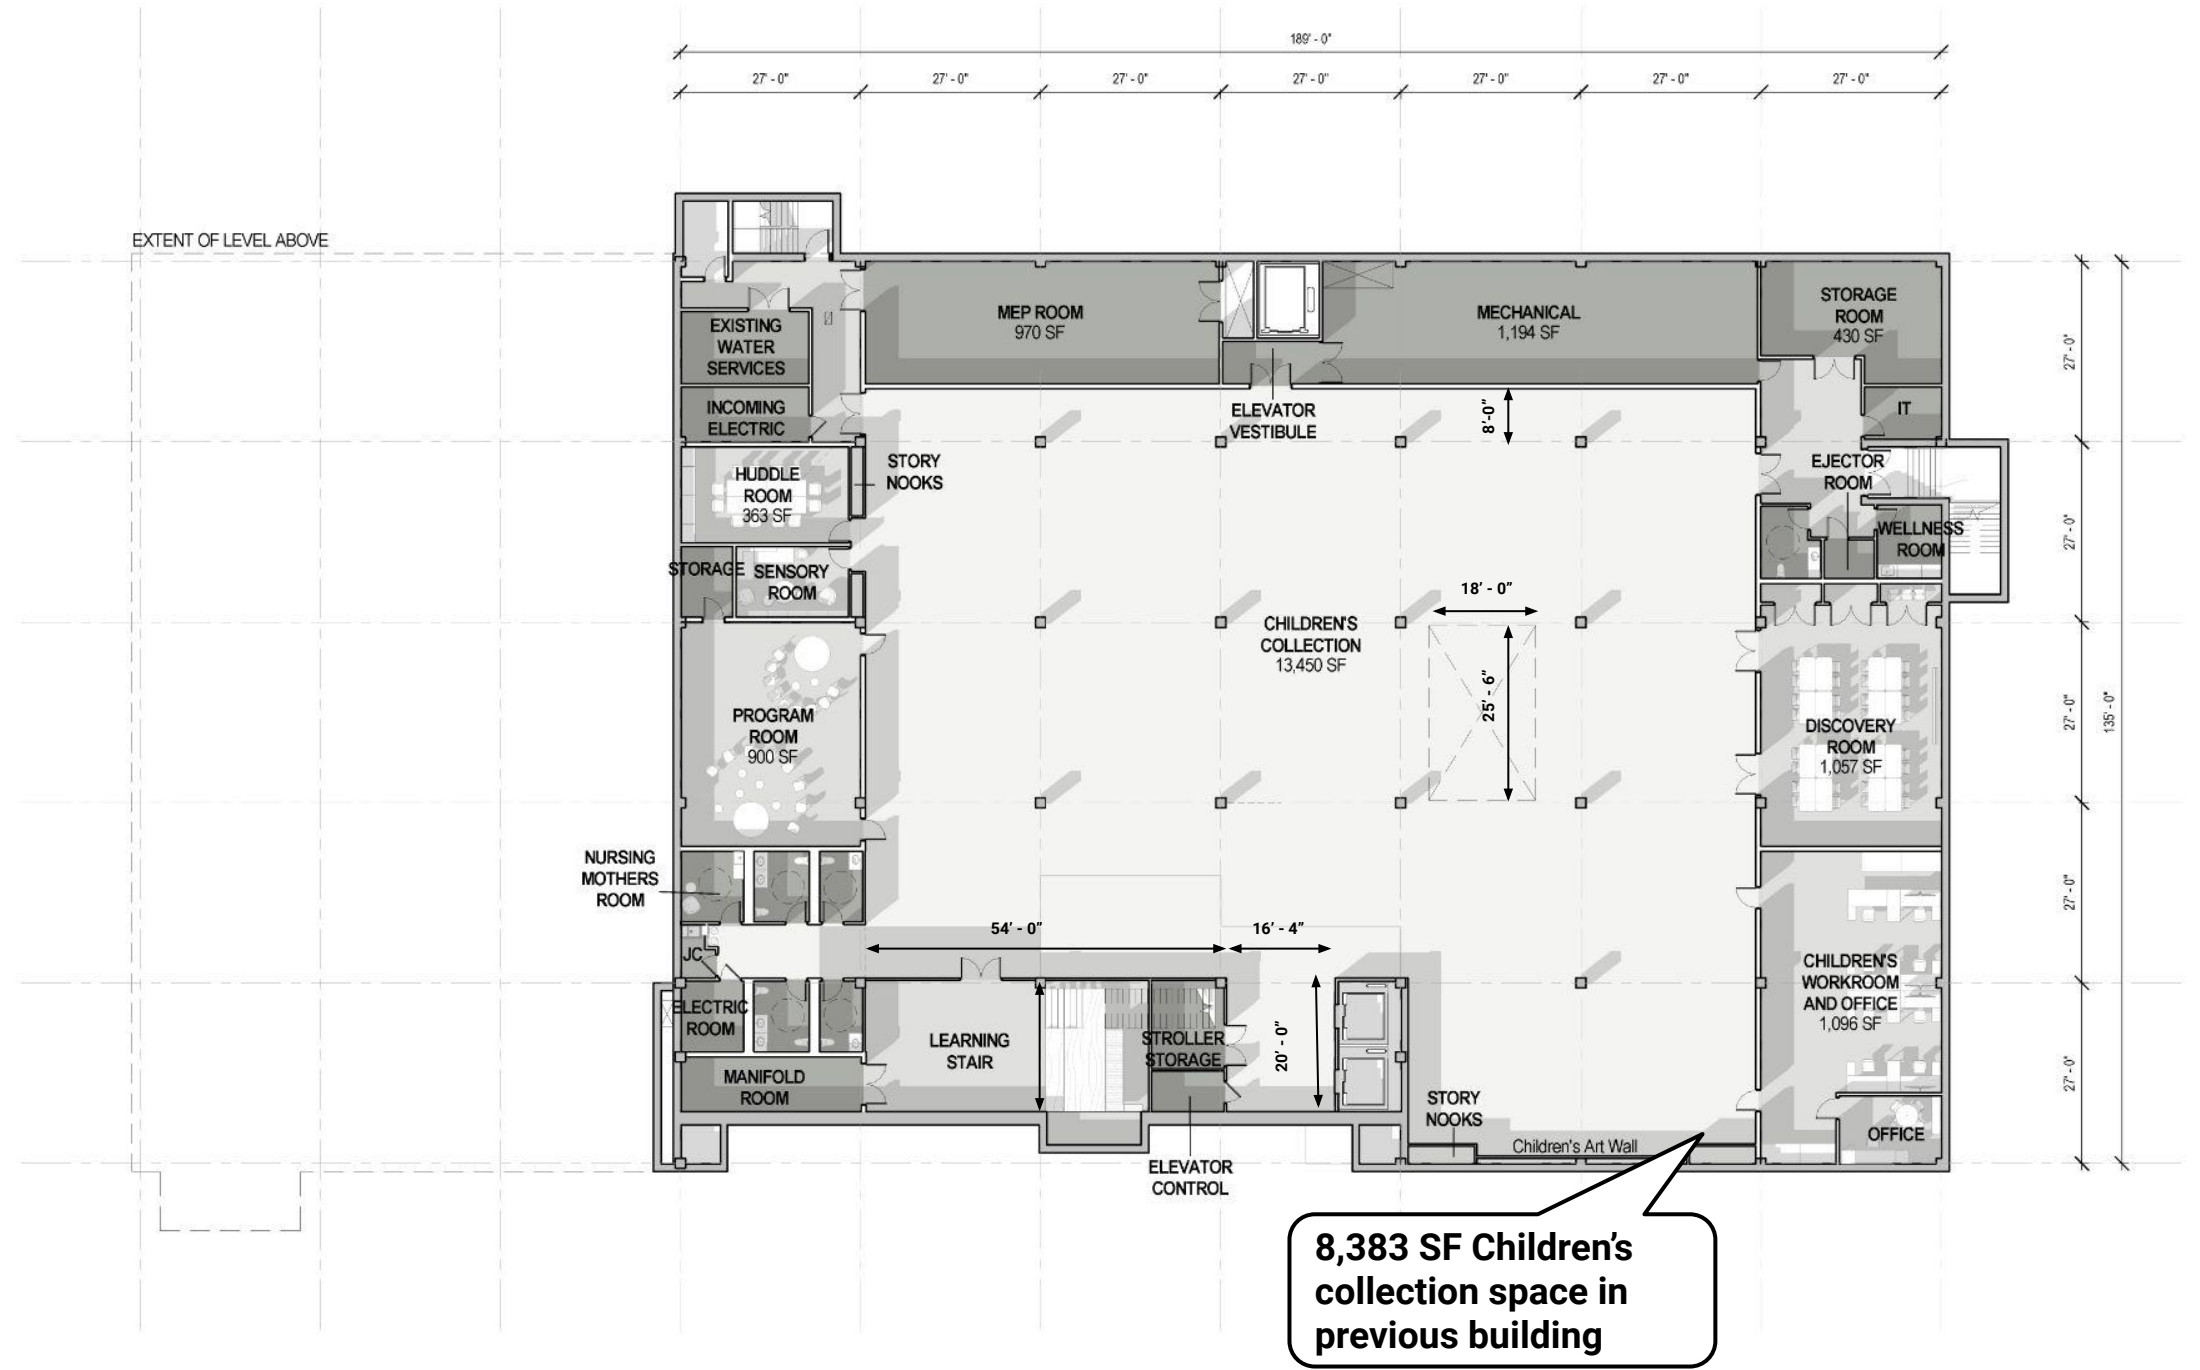 189' - 0"
27' - 0"
27' - 0"
27' - 0"
27' - 0"
27' - 0"
27' - 0"
27' - 0"
EXTENT OF LEVEL ABOVE
MEP ROOM
970 SF
MECHANICAL
1,194 SF
STORAGE
ROOM
430 SF
EXISTING
WATER
SERVICES
INCOMING
ELECTRIC
ELEVATOR
VESTIBULE
8'-0"
IT
27' - 0"
HUDDLE
ROOM
363 SF
STORY
NOOKS
EJECTOR
ROOM
WELLNESS
ROOM
27' - 0"
STORAGE
SENSORY
ROOM
18' - 0"
CHILDREN'S
COLLECTION
13,450 SF
25' - 6"
PROGRAM
ROOM
900 SF
DISCOVERY
ROOM
1,057 SF
27' - 0"
135' - 0"
NURSING
MOTHERS
ROOM
27' - 0"
54' - 0"
16' - 4"
JC
CHILDREN'S
WORKROOM
AND OFFICE
1,096 SF
ELECTRIC
ROOM
LEARNING
STAIR
STROLLER
STORAGE
20' - 0"
27' - 0"
MANIFOLD
ROOM
STORY
NOOKS
Children's Art Wall
OFFICE
ELEVATOR
CONTROL
8,383 SF Children’s
collection space in
previous building